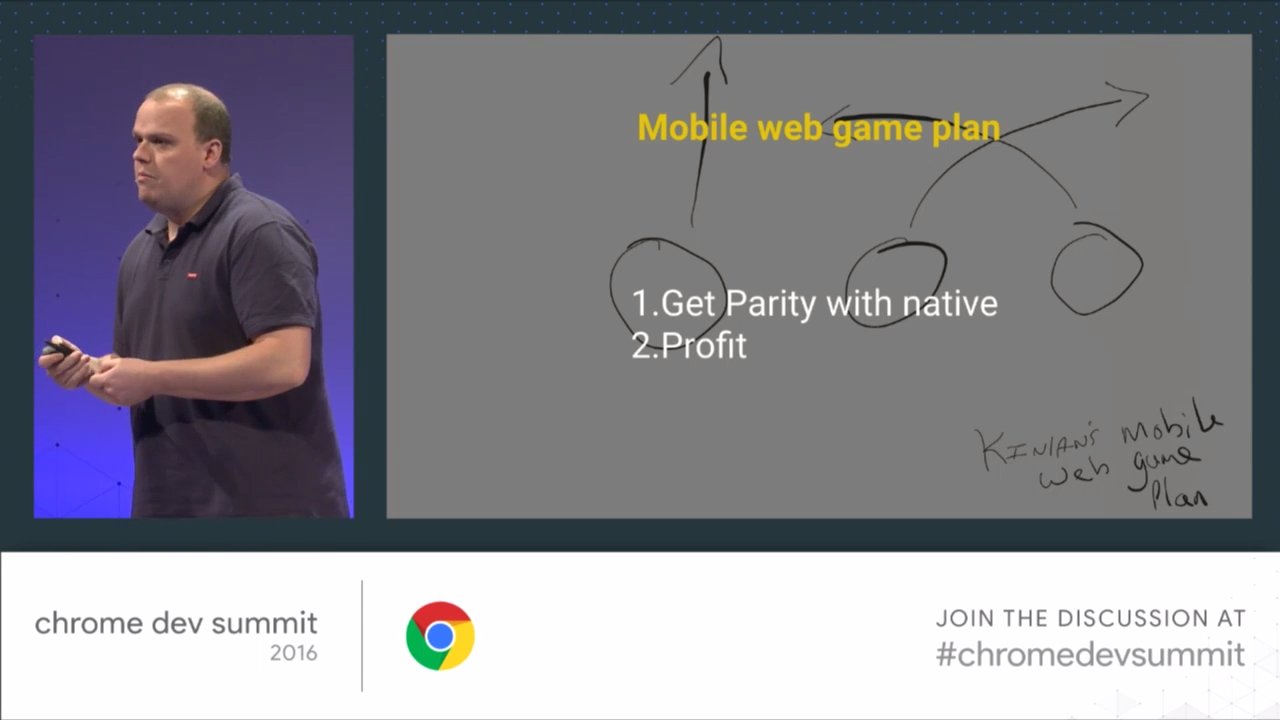 Mobile web game plan
1.Get Parity with native
2.Profit
KINLAN'S mobile
web game
plan
chrome dev summit
2016
JOIN THE DISCUSSION AT
#chromedevsummit